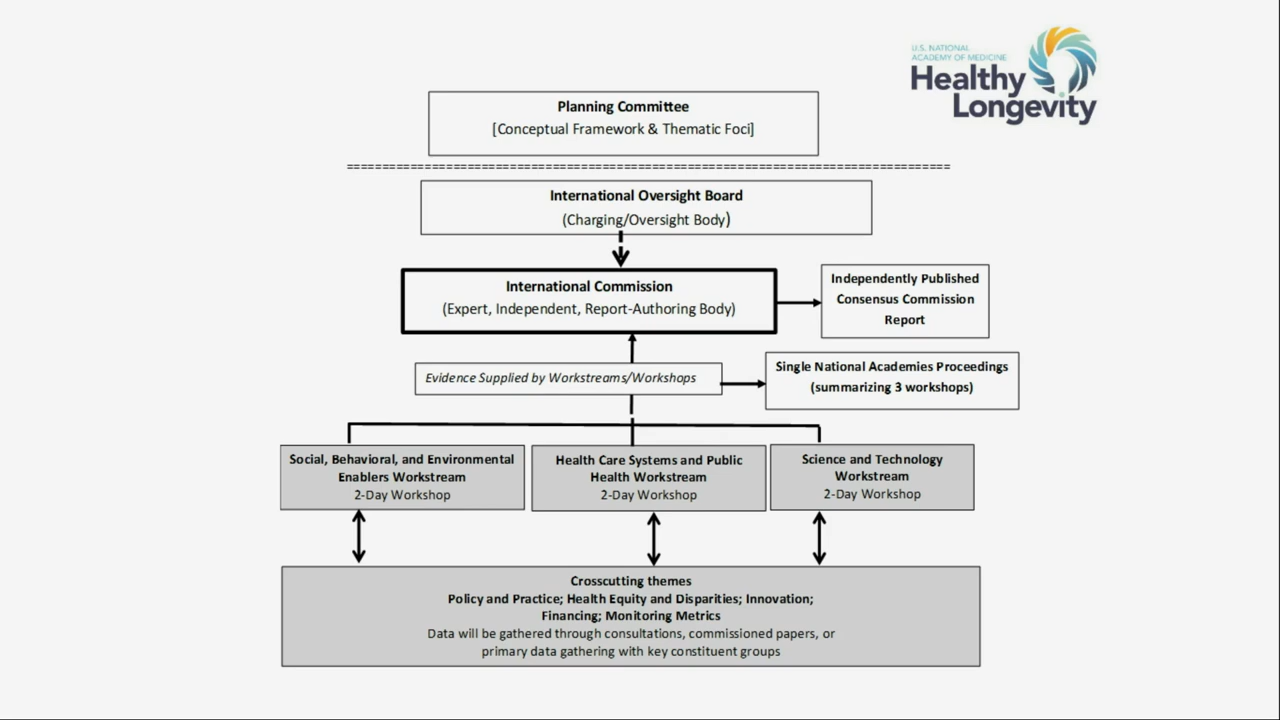 U.S. NATIONAL
ACADEMY OF MEDICINE
Healthy
Longevity
Planning Committee
[Conceptual Framework & Thematic Foci]
International Oversight Board
(Charging/Oversight Body)
International Commission
(Expert, Independent, Report-Authoring Body)
Independently Published
Consensus Commission
Report
Evidence Supplied by Workstreams/Workshops
Single National Academies Proceedings
(summarizing 3 workshops)
Social, Behavioral, and Environmental
Enablers Workstream
2-Day Workshop
Health Care Systems and Public
Health Workstream
2-Day Workshop
Science and Technology
Workstream
2-Day Workshop
Crosscutting themes
Policy and Practice; Health Equity and Disparities; Innovation;
Financing; Monitoring Metrics
Data will be gathered through consultations, commissioned papers, or
primary data gathering with key constituent groups